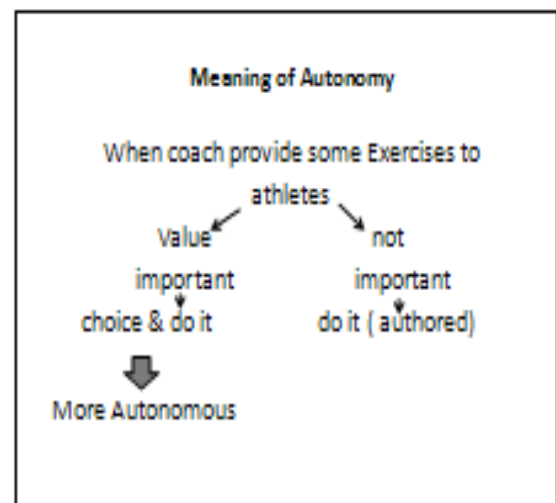 Meaning of Autonomy
When coach provide some Exercises to
athletes
Value not
important important
choice & do it do it ( authored)
More Autonomous